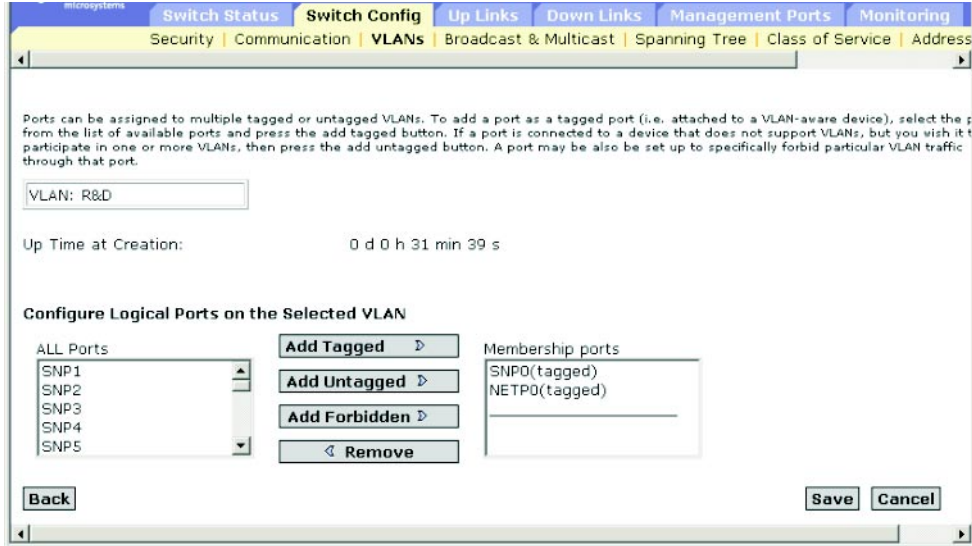 microsystems
Switch Status Switch Config Up Links Down Links Management Ports Monitoring
Security | Communication | VLANs | Broadcast & Multicast | Spanning Tree | Class of Service | Address
Ports can be assigned to multiple tagged or untagged VLANs. To add a port as a tagged port (i.e. attached to a VLAN-aware device), select the
from the list of available ports and press the add tagged button. If a port is connected to a device that does not support VLANs, but you wish it
participate in one or more VLANs, then press the add untagged button. A port may be also be set up to specifically forbid particular VLAN traffic
through that port.
VLAN: R&D
Up Time at Creation: 0 d 0 h 31 min 39 s
Configure Logical Ports on the Selected VLAN
ALL Ports
SNP1
SNP2
SNP3
SNP4
SNP5
Add Tagged
Add Untagged
Add Forbidden
Remove
Membership ports
SNP0(tagged)
NETP0(tagged)
Back
Save
Cancel